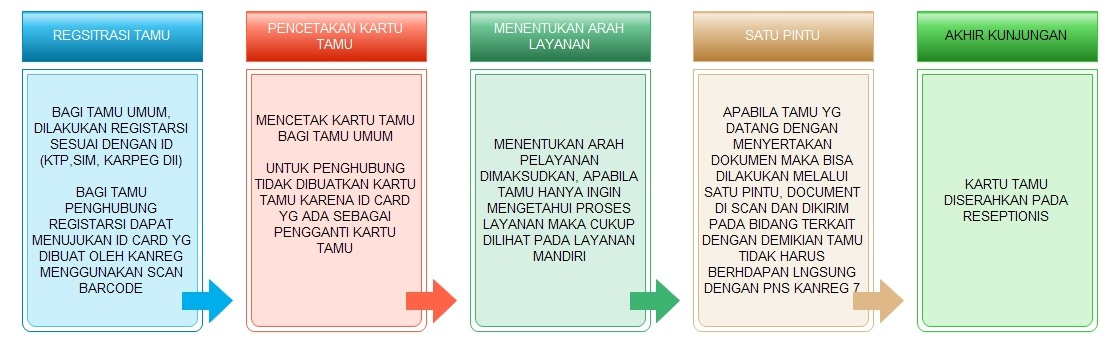 REGSITRASI TAMU
BAGI TAMU UMUM,
DILAKUKAN REGISTARSI
SESUAI DENGAN ID
(KTP,SIM, KARPEG DII)
BAGI TAMU
PENGHUBUNG
REGISTARSI DAPAT
MENUJUKAN ID CARD YG
DIBUAT OLEH KANREG
MENGGUNAKAN SCAN
BARCODE
PENCETAKAN KARTU
TAMU
MENCETAK KARTU TAMU
BAGI TAMU UMUM
UNTUK PENGHUBUNG
TIDAK DIBUATKAN KARTU
TAMU KARENA ID CARD
YG ADA SEBAGAI
PENGGANTI KARTU
TAMU
MENENTUKAN ARAH
LAYANAN
MENENTUKAN ARAH
PELAYANAN
DIMAKSUDKAN, APABILA
TAMU HANYA INGIN
MENGETAHUI PROSES
LAYANAN MAKA CUKUP
DILIHAT PADA LAYANAN
MANDIRI
SATU PINTU
APABILA TAMU YG
DATANG DENGAN
MENYERTAKAN
DOKUMEN MAKA BISA
DILAKUKAN MELALUI
SATU PINTU, DOCUMENT
DI SCAN DAN DIKIRIM
PADA BIDANG TERKAIT
DENGAN DEMIKIAN TAMU
TIDAK HARUS
BERHDAPAN LNGSUNG
DENGAN PNS KANREG 7
AKHIR KUNJUNGAN
KARTU TAMU
DISERAHKAN PADA
RESEPTIONIS